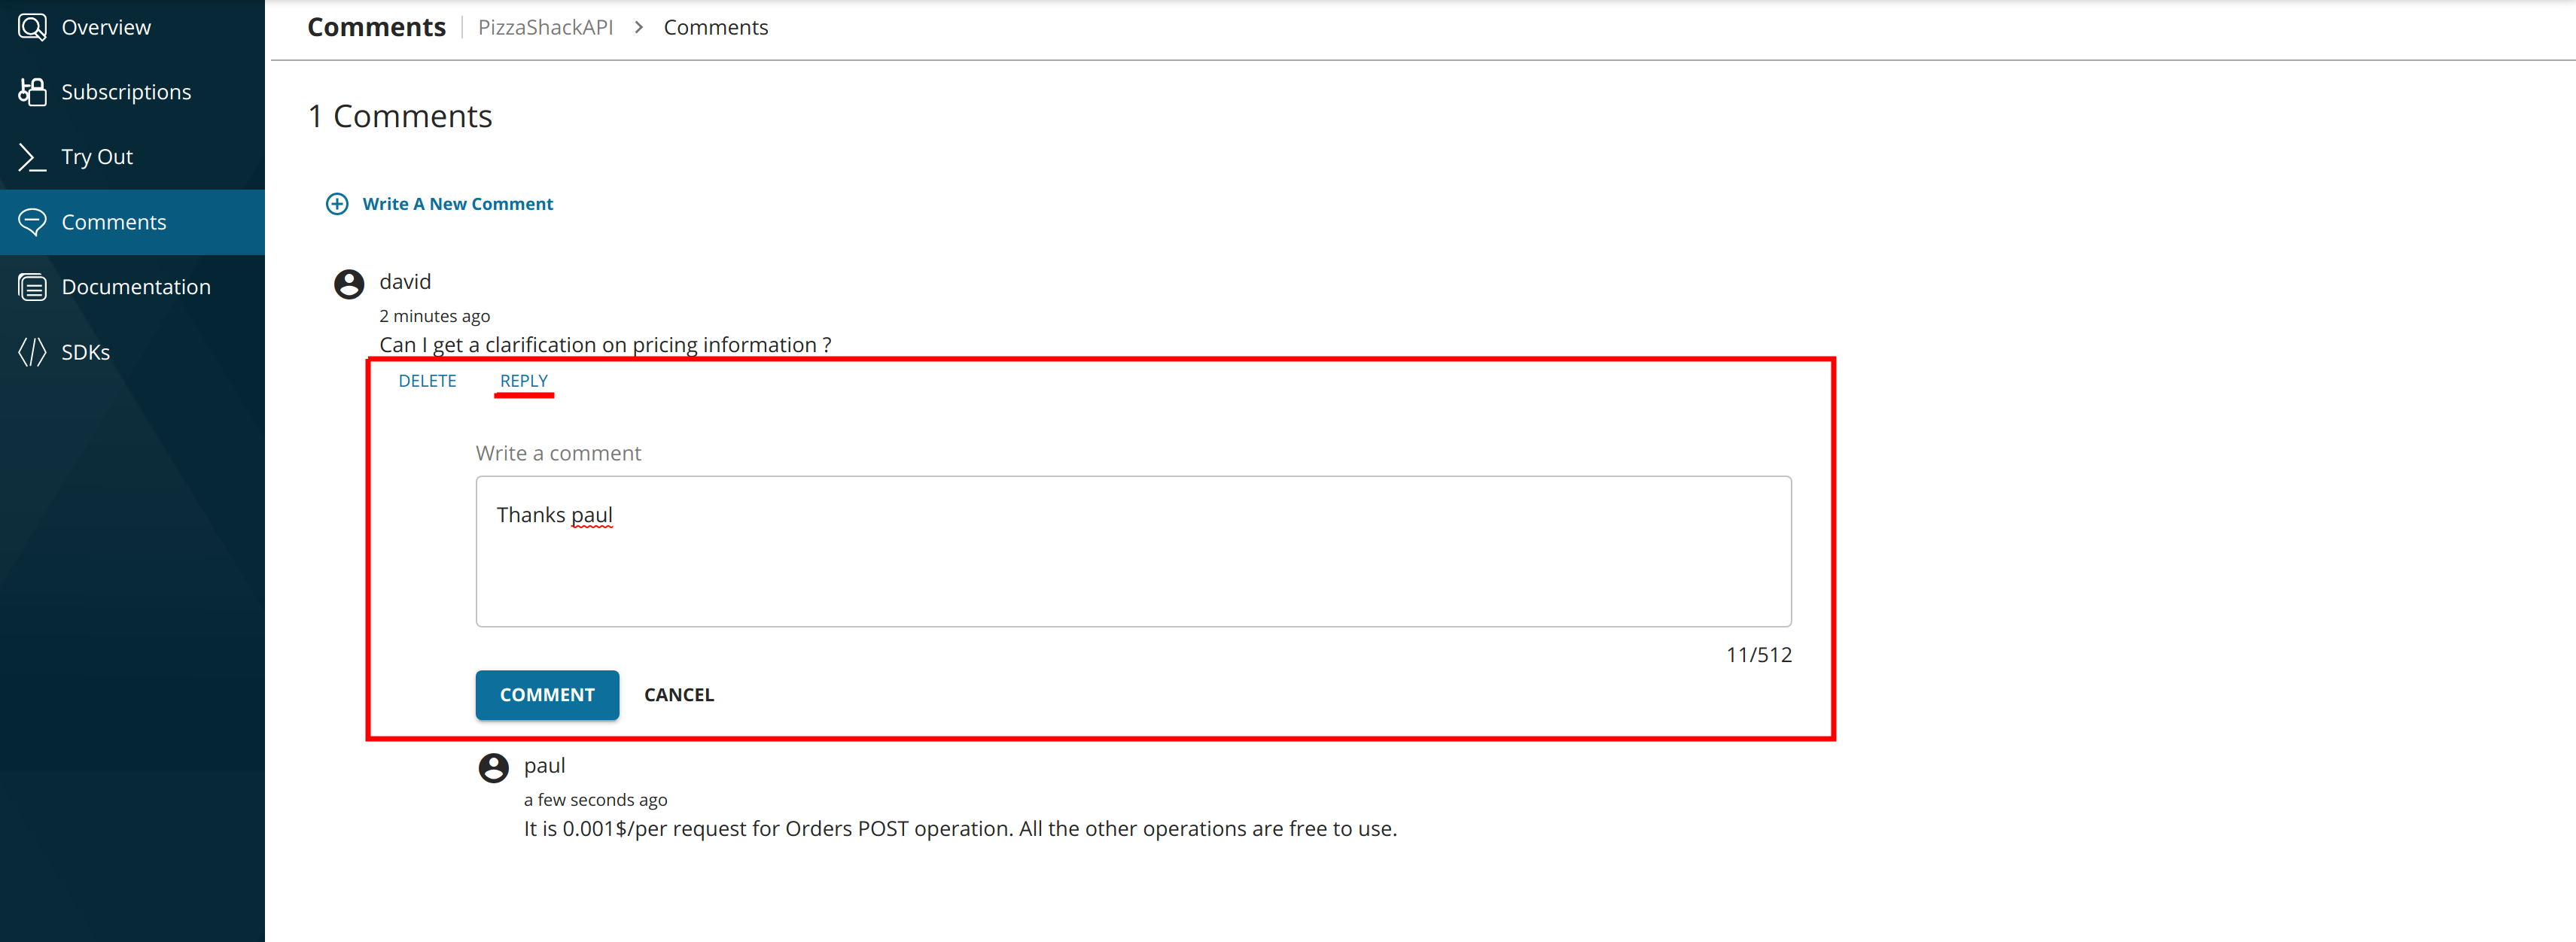 Overview
Subscriptions
Try Out
Comments
Documentation
SDKs
Comments PizzaShackAPI > Comments
1 Comments
Write A New Comment
david
2 minutes ago
Can I get a clarification on pricing information ?
DELETE REPLY
Write a comment
Thanks paul
11/512
COMMENT CANCEL
paul
a few seconds ago
It is 0.001$/per request for Orders POST operation. All the other operations are free to use.